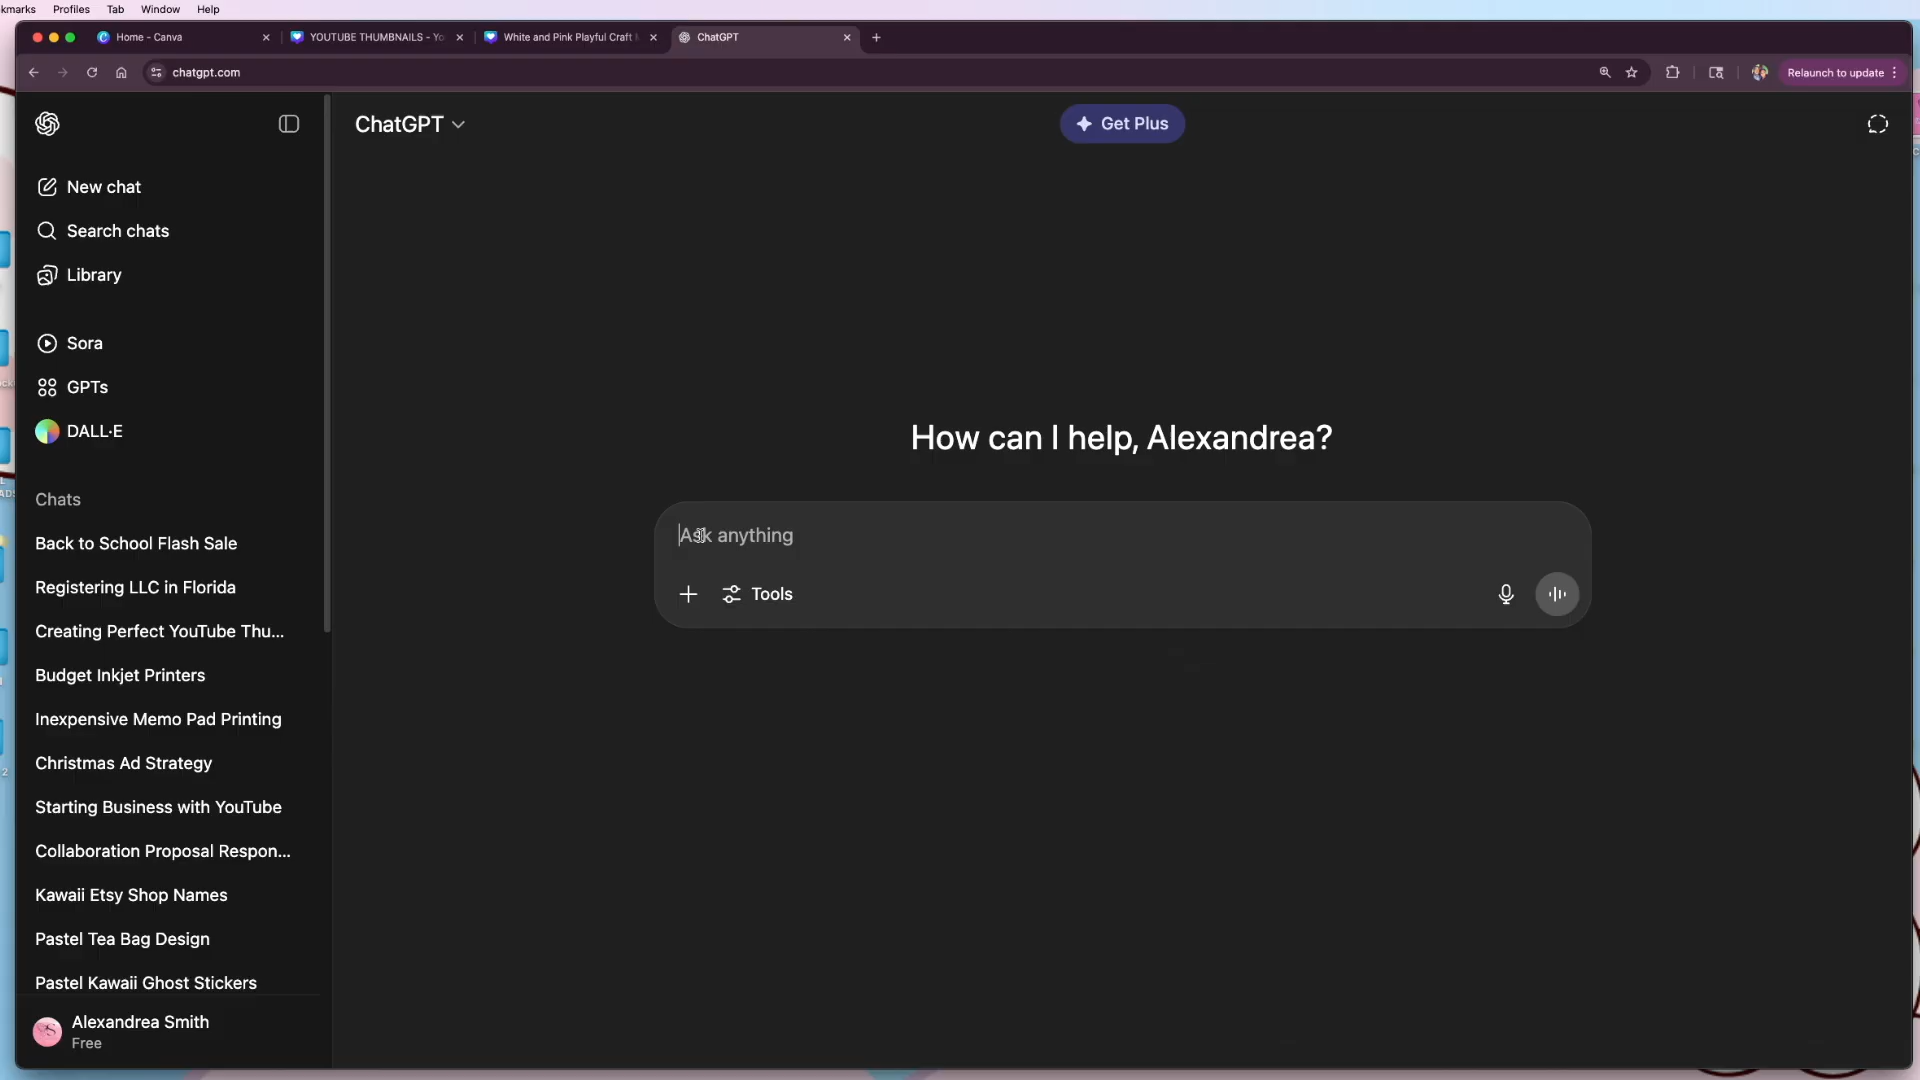 kmarks Profiles Tab Window Help
Home - Canva
YOUTUBE THUMBNAILS - Yo
White and Pink Playful Craft
ChatGPT
chatgpt.com
Relaunch to update
ChatGPT
Get Plus
New chat
Search chats
Library
Sora
GPTs
DALL·E
Chats
Back to School Flash Sale
Registering LLC in Florida
Creating Perfect YouTube Thu...
Budget Inkjet Printers
Inexpensive Memo Pad Printing
Christmas Ad Strategy
Starting Business with YouTube
Collaboration Proposal Respon...
Kawaii Etsy Shop Names
Pastel Tea Bag Design
Pastel Kawaii Ghost Stickers
Alexandrea Smith
Free
How can I help, Alexandrea?
Ask anything
Tools